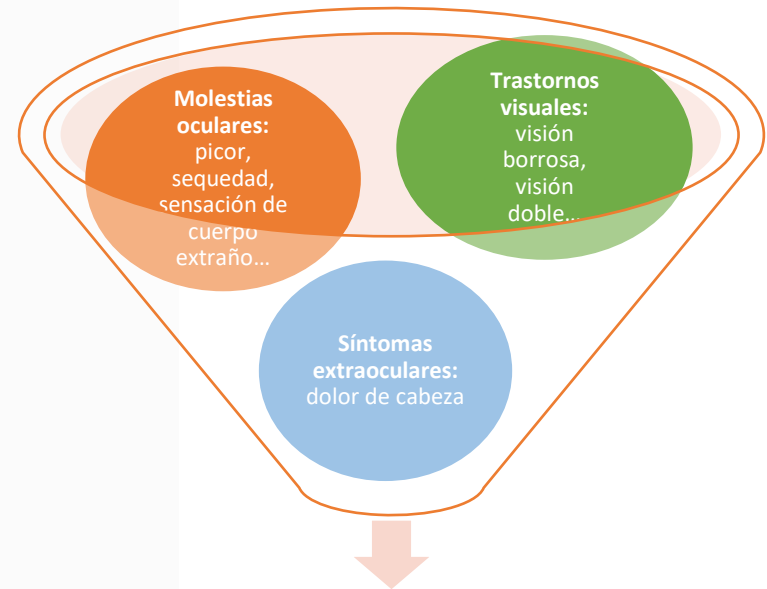 Molestias
oculares:
picor,
sequedad,
sensación de
cuerpo
extraño...
Trastornos
visuales:
visión
borrosa,
visión
doble...
Síntomas
extraoculares:
dolor de cabeza